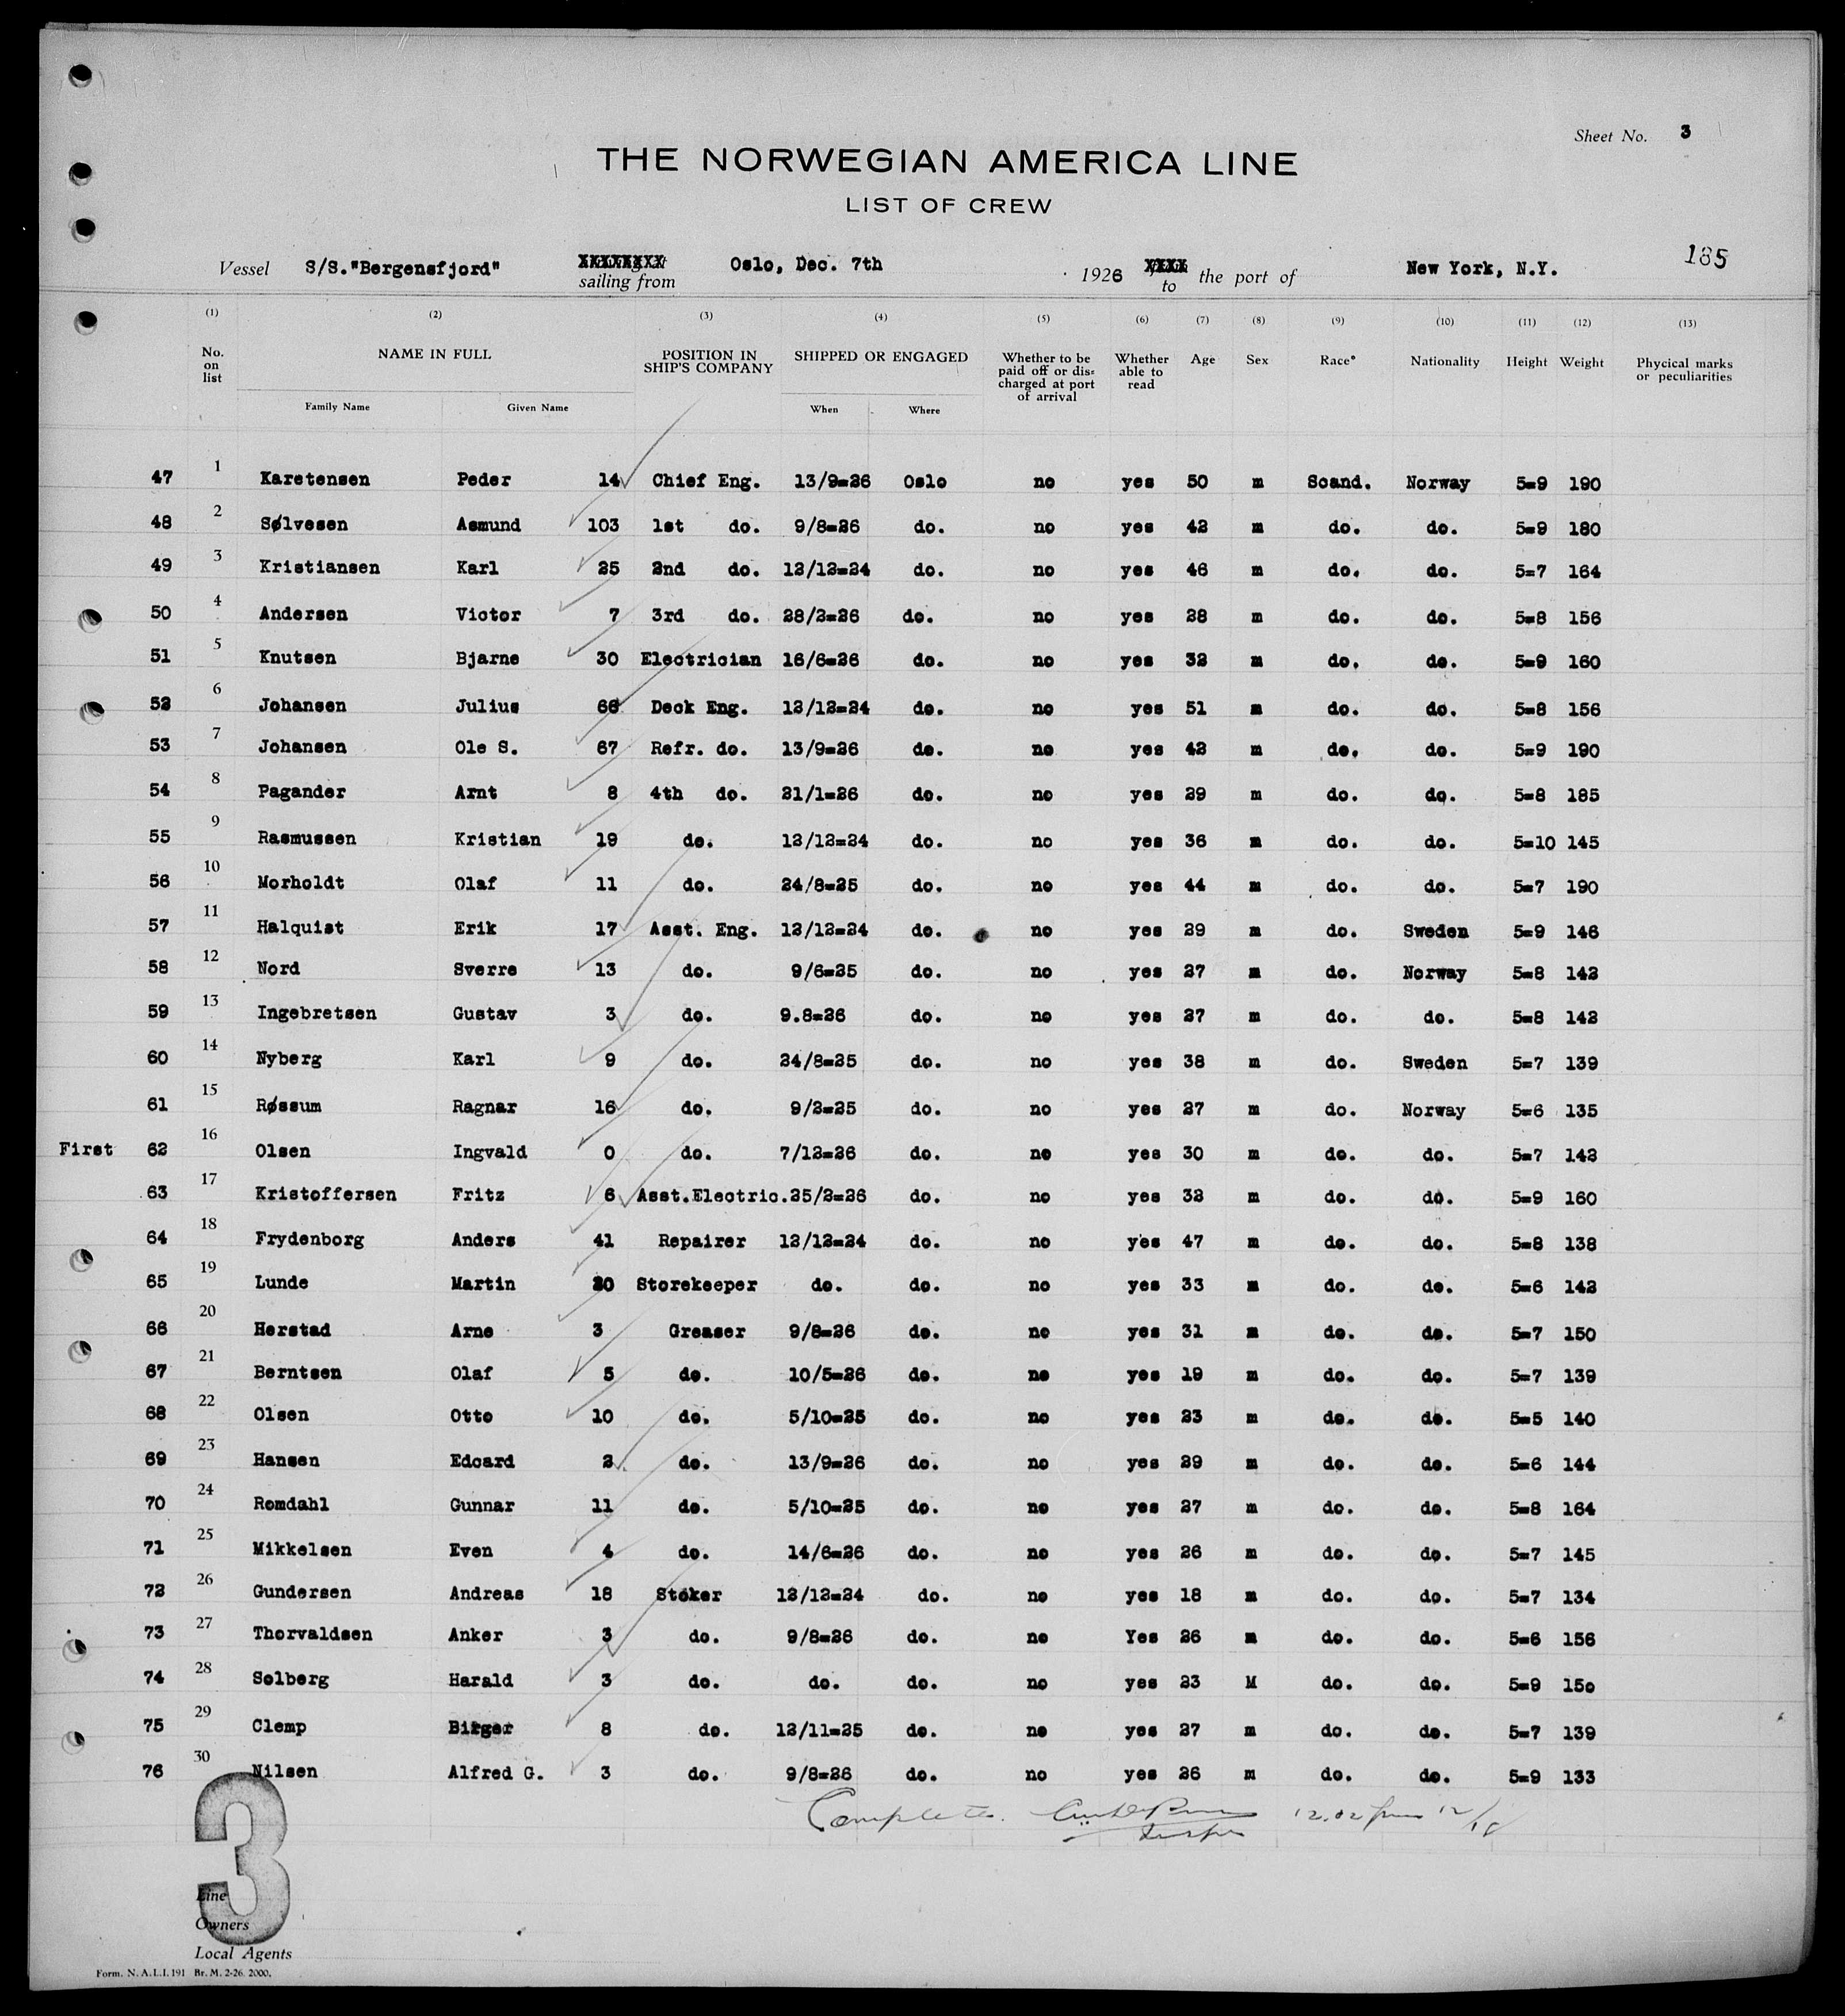 Sheet No. 3
THE NORWEGIAN AMERICA LINE
LIST OF CREW
185
Vessel S/S."Bergensfjord" XXXXXXXX sailing from Oslo, Dec. 7th 1926 XXXX to the port of New York, N.Y.
(1) (2) (3) (4) (5) (6) (7) (8) (9) (10) (11) (12) (13)
No. on list NAME IN FULL POSITION IN SHIP'S COMPANY SHIPPED OR ENGAGED Whether to be paid off or dis-charged at port of arrival Whether able to read Age Sex Race* Nationality Height Weight Phycical marks or peculiarities
Family Name Given Name When Where
47 1 Karstensen Peder 14 Chief Eng. 13/9=26 Oslo no yes 50 m Scand. Norway 5=9 190
48 2 Sølvesen Asmund 103 1st do. 9/8=26 do. no yes 42 m do. do. 5=9 180
49 3 Kristiansen Karl 25 2nd do. 12/12=24 do. no yes 46 m do. do. 5=7 164
50 4 Andersen Victor 7 3rd do. 28/2=26 do. no yes 28 m do. do. 5=8 156
51 5 Knutsen Bjarne 30 Electrician 16/6=26 do. no yes 32 m do. do. 5=9 160
52 6 Johansen Julius 66 Deck Eng. 12/12=24 do. no yes 51 m do. do. 5=8 156
53 7 Johansen Ole S. 67 Refr. do. 13/9=26 do. no yes 42 m do. do. 5=9 190
54 8 Pagander Arnt 8 4th do. 21/1=26 do. no yes 29 m do. do. 5=8 185
55 9 Rasmussen Kristian 19 do. 12/12=24 do. no yes 36 m do. do. 5=10 145
56 10 Morholdt Olaf 11 do. 24/8=25 do. no yes 44 m do. do. 5=7 190
57 11 Halquist Erik 17 Asst. Eng. 12/12=24 do. no yes 29 m do. Sweden 5=9 146
58 12 Nord Sverre 13 do. 9/6=25 do. no yes 27 m do. Norway 5=8 142
59 13 Ingebretsen Gustav 3 do. 9.8=26 do. no yes 27 m do. do. 5=8 142
60 14 Nyberg Karl 9 do. 24/8=25 do. no yes 38 m do. Sweden 5=7 139
61 15 Røssum Ragnar 16 do. 9/2=25 do. no yes 27 m do. Norway 5=6 135
First 62 16 Olsen Ingvald 0 do. 7/12=26 do. no yes 30 m do. do. 5=7 142
63 17 Kristoffersen Fritz 6 Asst.Electric. 25/2=26 do. no yes 32 m do. do. 5=9 160
64 18 Frydenborg Anders 41 Repairer 12/12=24 do. no yes 47 m do. do. 5=8 138
65 19 Lunde Martin 20 Storekeeper do. do. no yes 33 m do. do. 5=6 142
66 20 Herstad Arne 3 Greaser 9/8=26 do. no yes 31 m do. do. 5=7 150
67 21 Berntsen Olaf 5 do. 10/5=26 do. no yes 19 m do. do. 5=7 139
68 22 Olsen Otto 10 do. 5/10=25 do. no yes 23 m do. do. 5=5 140
69 23 Hansen Edcard 2 do. 13/9=26 do. no yes 29 m do. do. 5=6 144
70 24 Romdahl Gunnar 11 do. 5/10=25 do. no yes 27 m do. do. 5=8 164
71 25 Mikkelsen Even 4 do. 14/6=26 do. no yes 26 m do. do. 5=7 145
72 26 Gundersen Andreas 18 Stoker 12/12=24 do. no yes 18 m do. do. 5=7 134
73 27 Thorvaldsen Anker 3 do. 9/8=26 do. no Yes 26 m do. do. 5=6 156
74 28 Solberg Harald 3 do. do. do. no yes 23 M do. do. 5=9 150
75 29 Clemp Birger 8 do. 12/11=25 do. no yes 27 m do. do. 5=7 139
76 30 Nilsen Alfred G. 3 do. 9/8=26 do. no yes 26 m do. do. 5=9 133
Complete.
3
Line
Owners
Local Agents
Form. N. A. L. I. 191 Br. M. 2-26. 2000.